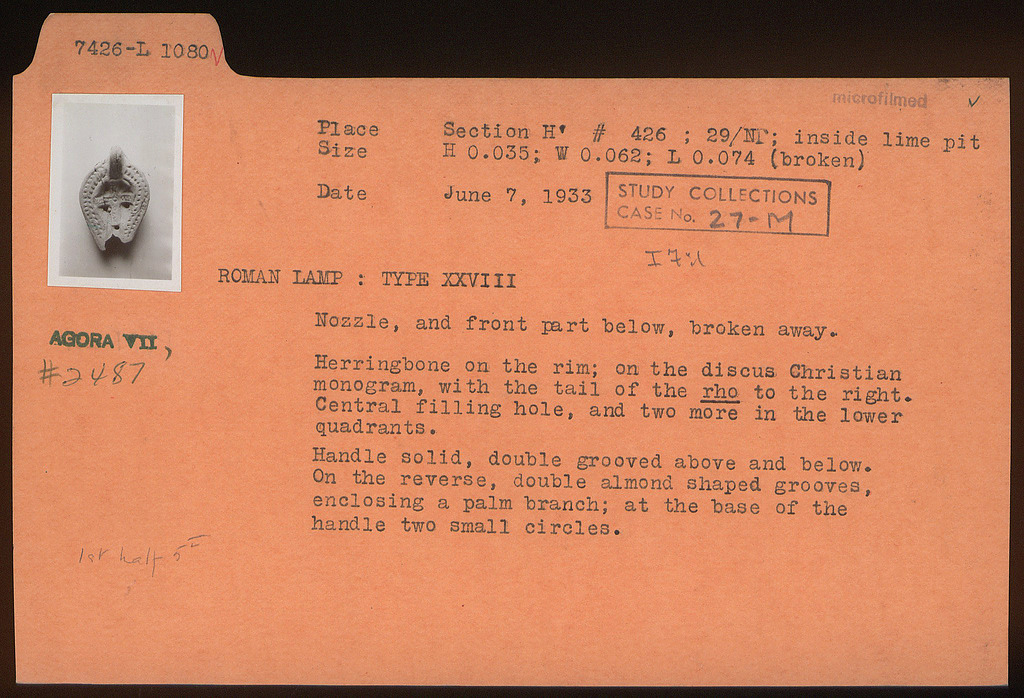 7426-L 1080
microfilmed ✓
Place Section H' # 426 ; 29/ΝΓ; inside lime pit
Size H 0.035; W 0.062; L 0.074 (broken)
Date June 7, 1933
STUDY COLLECTIONS
CASE No. 27-M
ROMAN LAMP : TYPE XXVIII
Nozzle, and front part below, broken away.
AGORA VII,
#2487
Herringbone on the rim; on the discus Christian
monogram, with the tail of the rho to the right.
Central filling hole, and two more in the lower
quadrants.
Handle solid, double grooved above and below.
On the reverse, double almond shaped grooves,
enclosing a palm branch; at the base of the
handle two small circles.
1st half 5